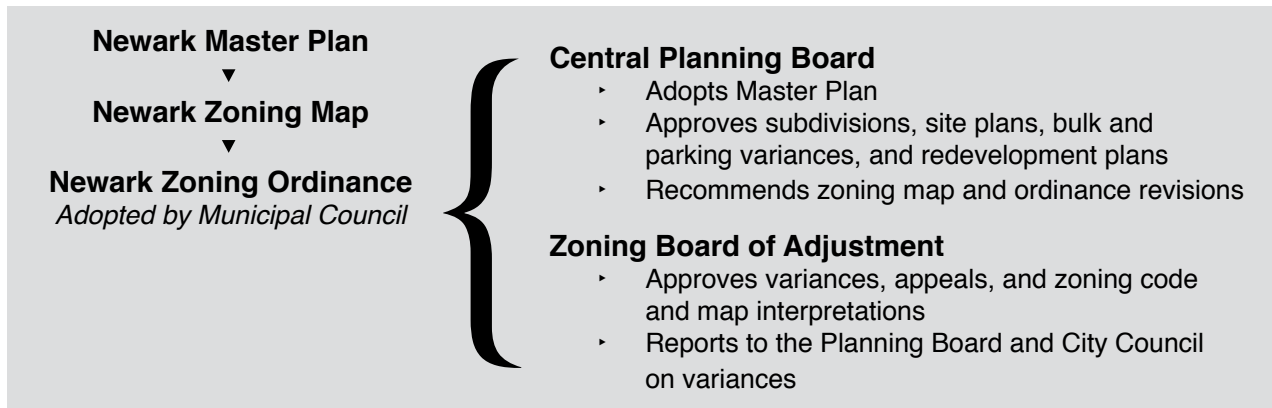 Newark Master Plan
▼
Newark Zoning Map
▼
Newark Zoning Ordinance
Adopted by Municipal Council
Central Planning Board
‣ Adopts Master Plan
‣ Approves subdivisions, site plans, bulk and
parking variances, and redevelopment plans
‣ Recommends zoning map and ordinance revisions
Zoning Board of Adjustment
‣ Approves variances, appeals, and zoning code
and map interpretations
‣ Reports to the Planning Board and City Council
on variances